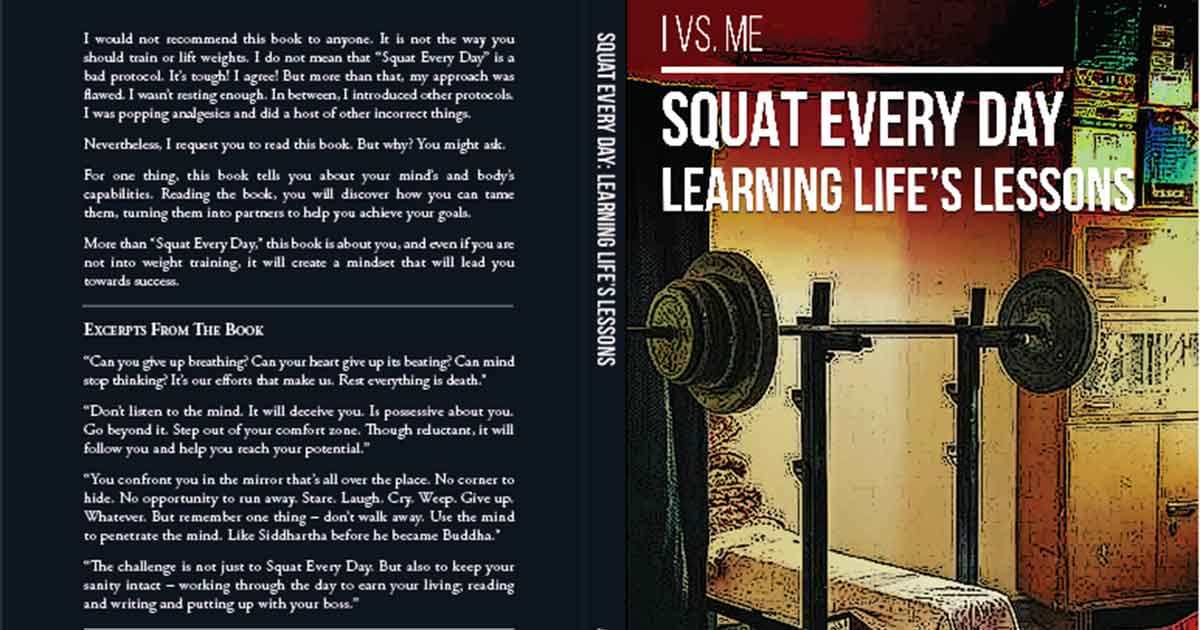 I would not recommend this book to anyone. It is not the way you
should train or lift weights. I do not mean that “Squat Every Day” is a
bad protocol. It’s tough! I agree! But more than that, my approach was
flawed. I wasn’t resting enough. In between, I introduced other protocols.
I was popping analgesics and did a host of other incorrect things.
Nevertheless, I request you to read this book. But why? You might ask.
For one thing, this book tells you about your mind’s and body’s
capabilities. Reading the book, you will discover how you can tame
them, turning them into partners to help you achieve your goals.
More than “Squat Every Day,” this book is about you, and even if you are
not into weight training, it will create a mindset that will lead you
towards success.
Excerpts From The Book
“Can you give up breathing? Can your heart give up its beating? Can mind
stop thinking? It’s our efforts that make us. Rest everything is death.”
“Don’t listen to the mind. It will deceive you. Is possessive about you.
Go beyond it. Step out of your comfort zone. Though reluctant, it will
follow you and help you reach your potential.”
“You confront you in the mirror that’s all over the place. No corner to
hide. No opportunity to run away. Stare. Laugh. Cry. Weep. Give up.
Whatever. But remember one thing – don’t walk away. Use the mind
to penetrate the mind. Like Siddhartha before he became Buddha.”
“The challenge is not just to Squat Every Day. But also to keep your
sanity intact – working through the day to earn your living; reading
and writing and putting up with your boss.”
SQUAT EVERY DAY: LEARNING LIFE’S LESSONS
I VS. ME
SQUAT EVERY DAY
LEARNING LIFE’S LESSONS